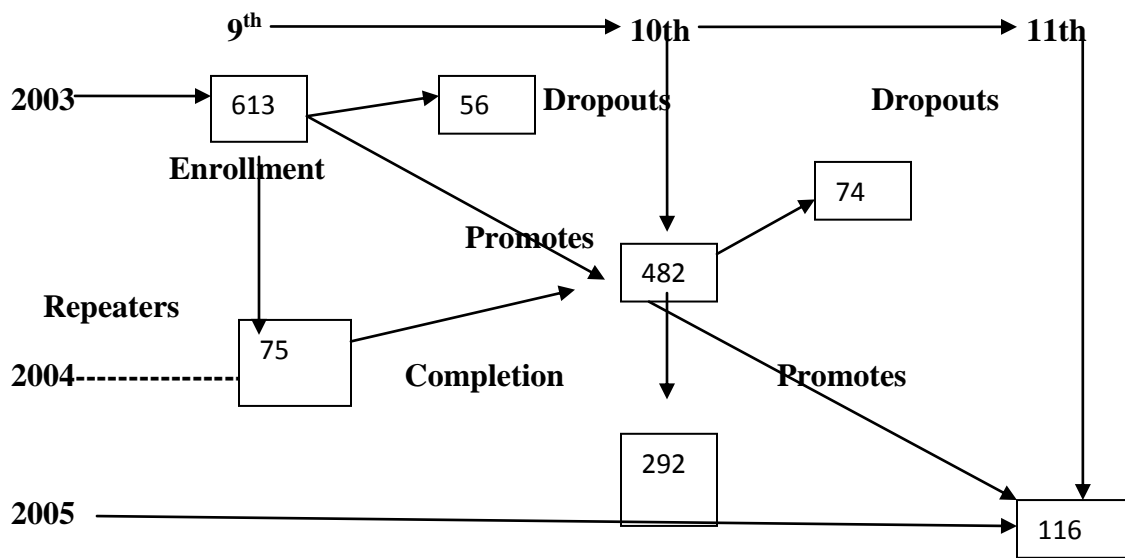 9th 10th 11th
2003 613 56 Dropouts Dropouts
Enrollment
74
Promotes
482
Repeaters
75
2004 Completion Promotes
292
2005
116